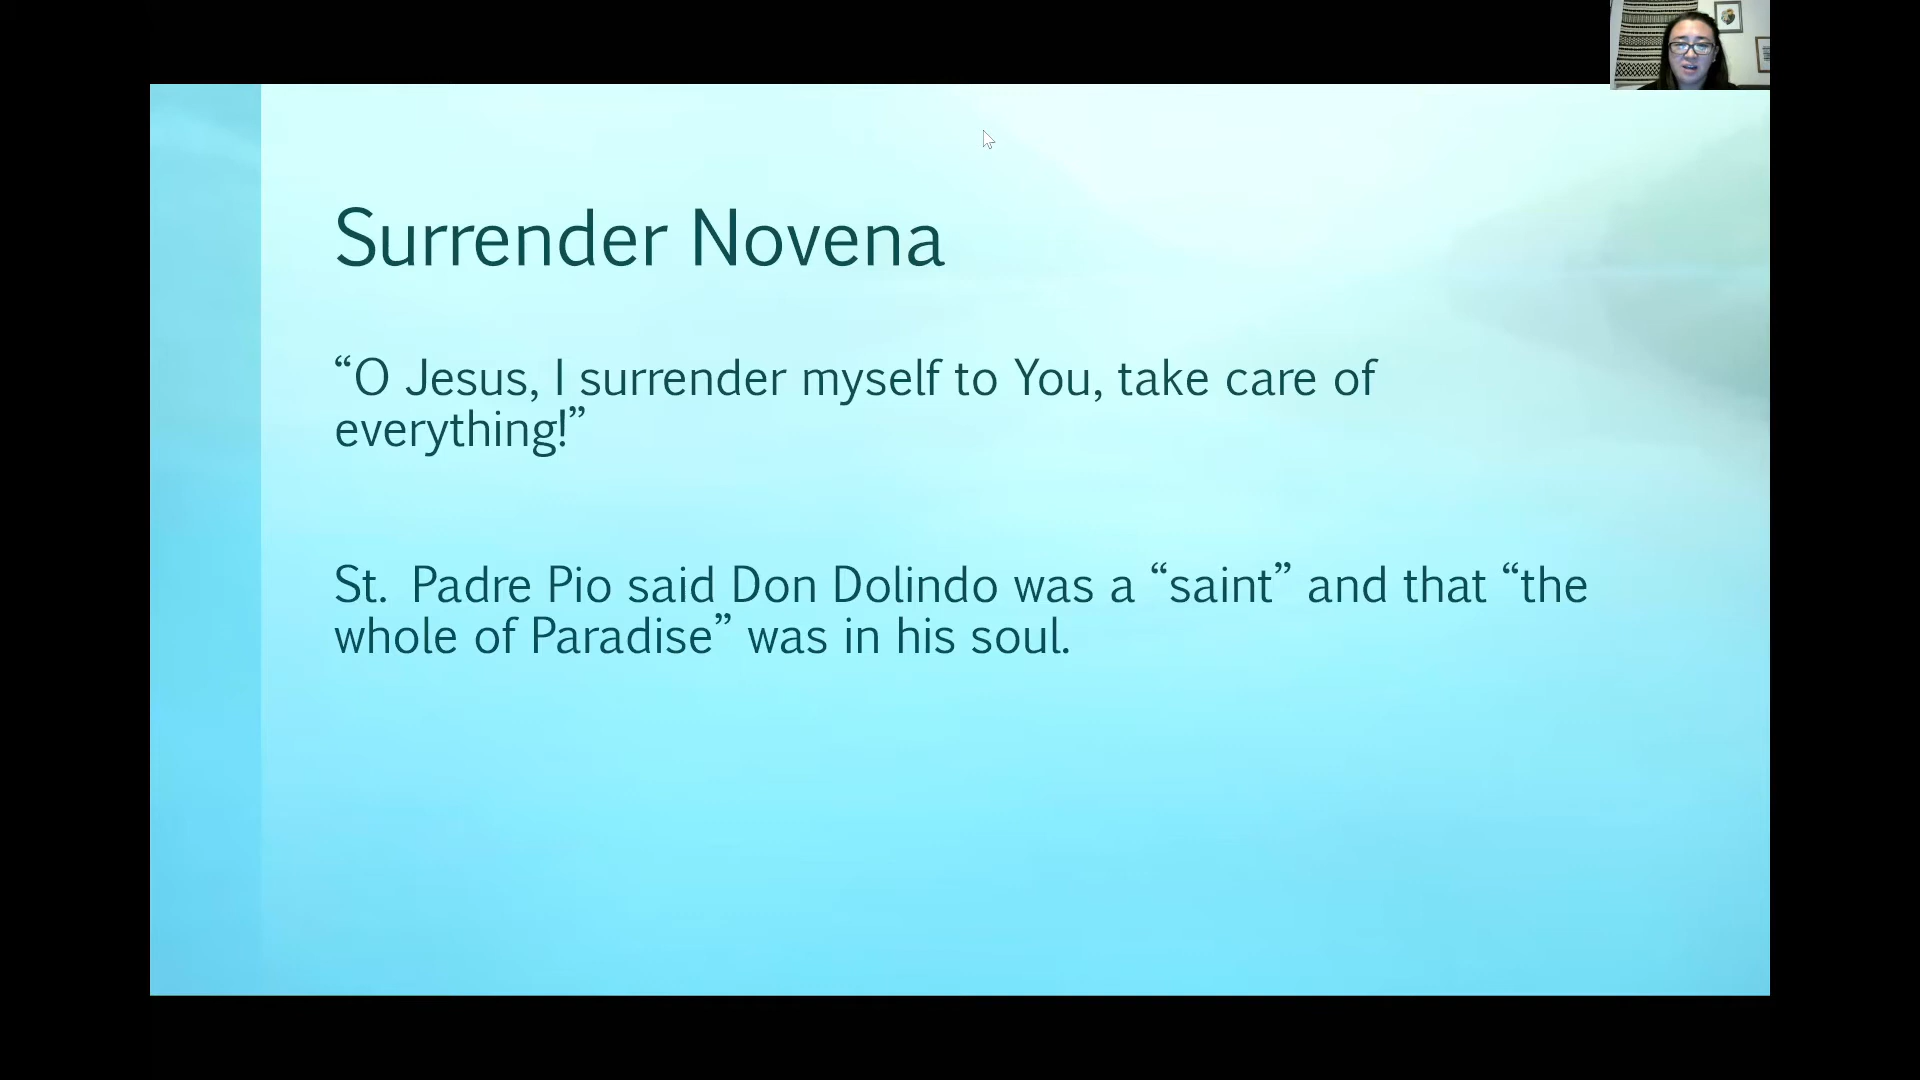 Surrender Novena
“O Jesus, I surrender myself to You, take care of
everything!”
St. Padre Pio said Don Dolindo was a “saint” and that “the
whole of Paradise” was in his soul.